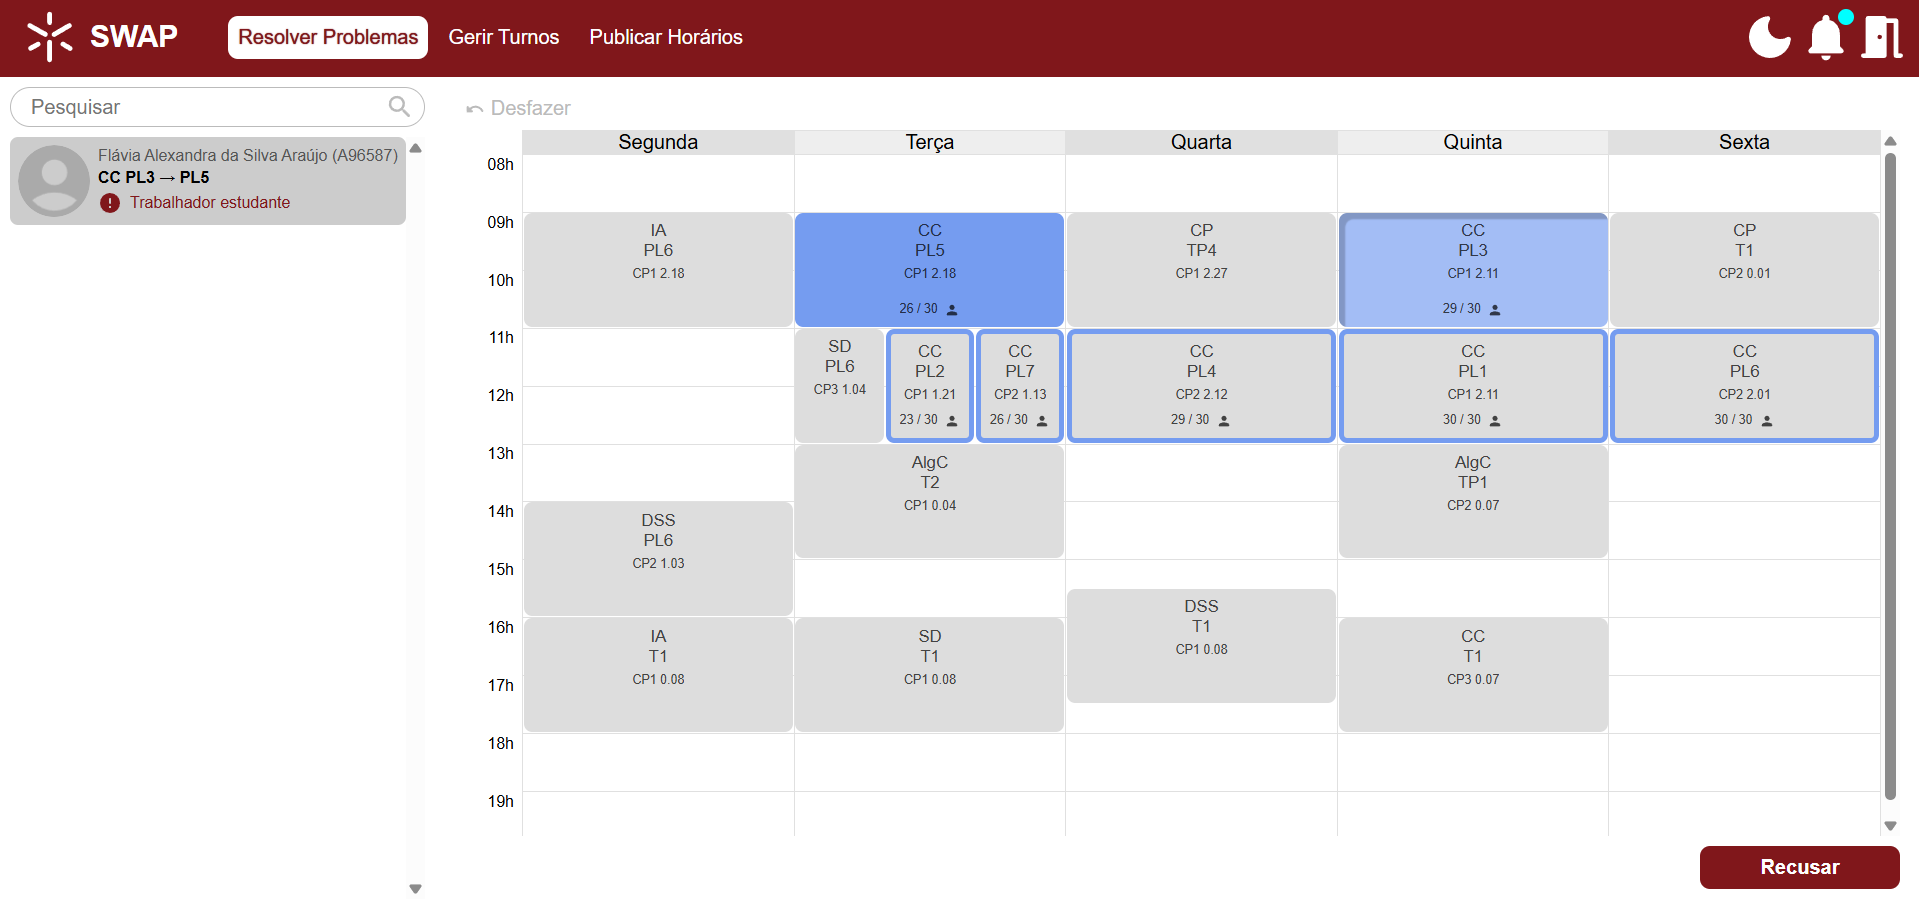 SWAP
Resolver Problemas
Gerir Turnos
Publicar Horários
Pesquisar
Flávia Alexandra da Silva Araújo (A96587)
CC PL3 → PL5
Trabalhador estudante
Desfazer
Segunda
Terça
Quarta
Quinta
Sexta
08h
09h
10h
11h
12h
13h
14h
15h
16h
17h
18h
19h
IA
PL6
CP1 2.18
DSS
PL6
CP2 1.03
IA
T1
CP1 0.08
CC
PL5
CP1 2.18
26 / 30
SD
PL6
CP3 1.04
CC
PL2
CP1 1.21
23 / 30
CC
PL7
CP2 1.13
26 / 30
AlgC
T2
CP1 0.04
SD
T1
CP1 0.08
CP
TP4
CP1 2.27
CC
PL4
CP2 2.12
29 / 30
DSS
T1
CP1 0.08
CC
PL3
CP1 2.11
29 / 30
CC
PL1
CP1 2.11
30 / 30
AlgC
TP1
CP2 0.07
CC
T1
CP3 0.07
CP
T1
CP2 0.01
CC
PL6
CP2 2.01
30 / 30
Recusar